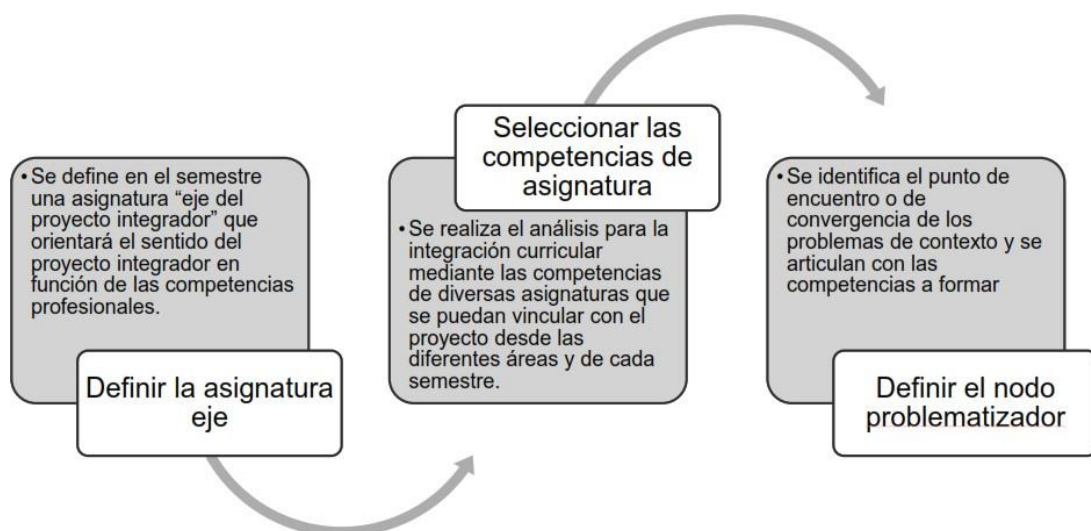 • Se define en el semestre
una asignatura “eje del
proyecto integrador” que
orientará el sentido del
proyecto integrador en
función de las competencias
profesionales.
Definir la asignatura
eje
Seleccionar las
competencias de
asignatura
• Se realiza el análisis para la
integración curricular
mediante las competencias
de diversas asignaturas que
se puedan vincular con el
proyecto desde las
diferentes áreas y de cada
semestre.
• Se identifica el punto de
encuentro o de
convergencia de los
problemas de contexto y se
articulan con las
competencias a formar
Definir el nodo
problematizador